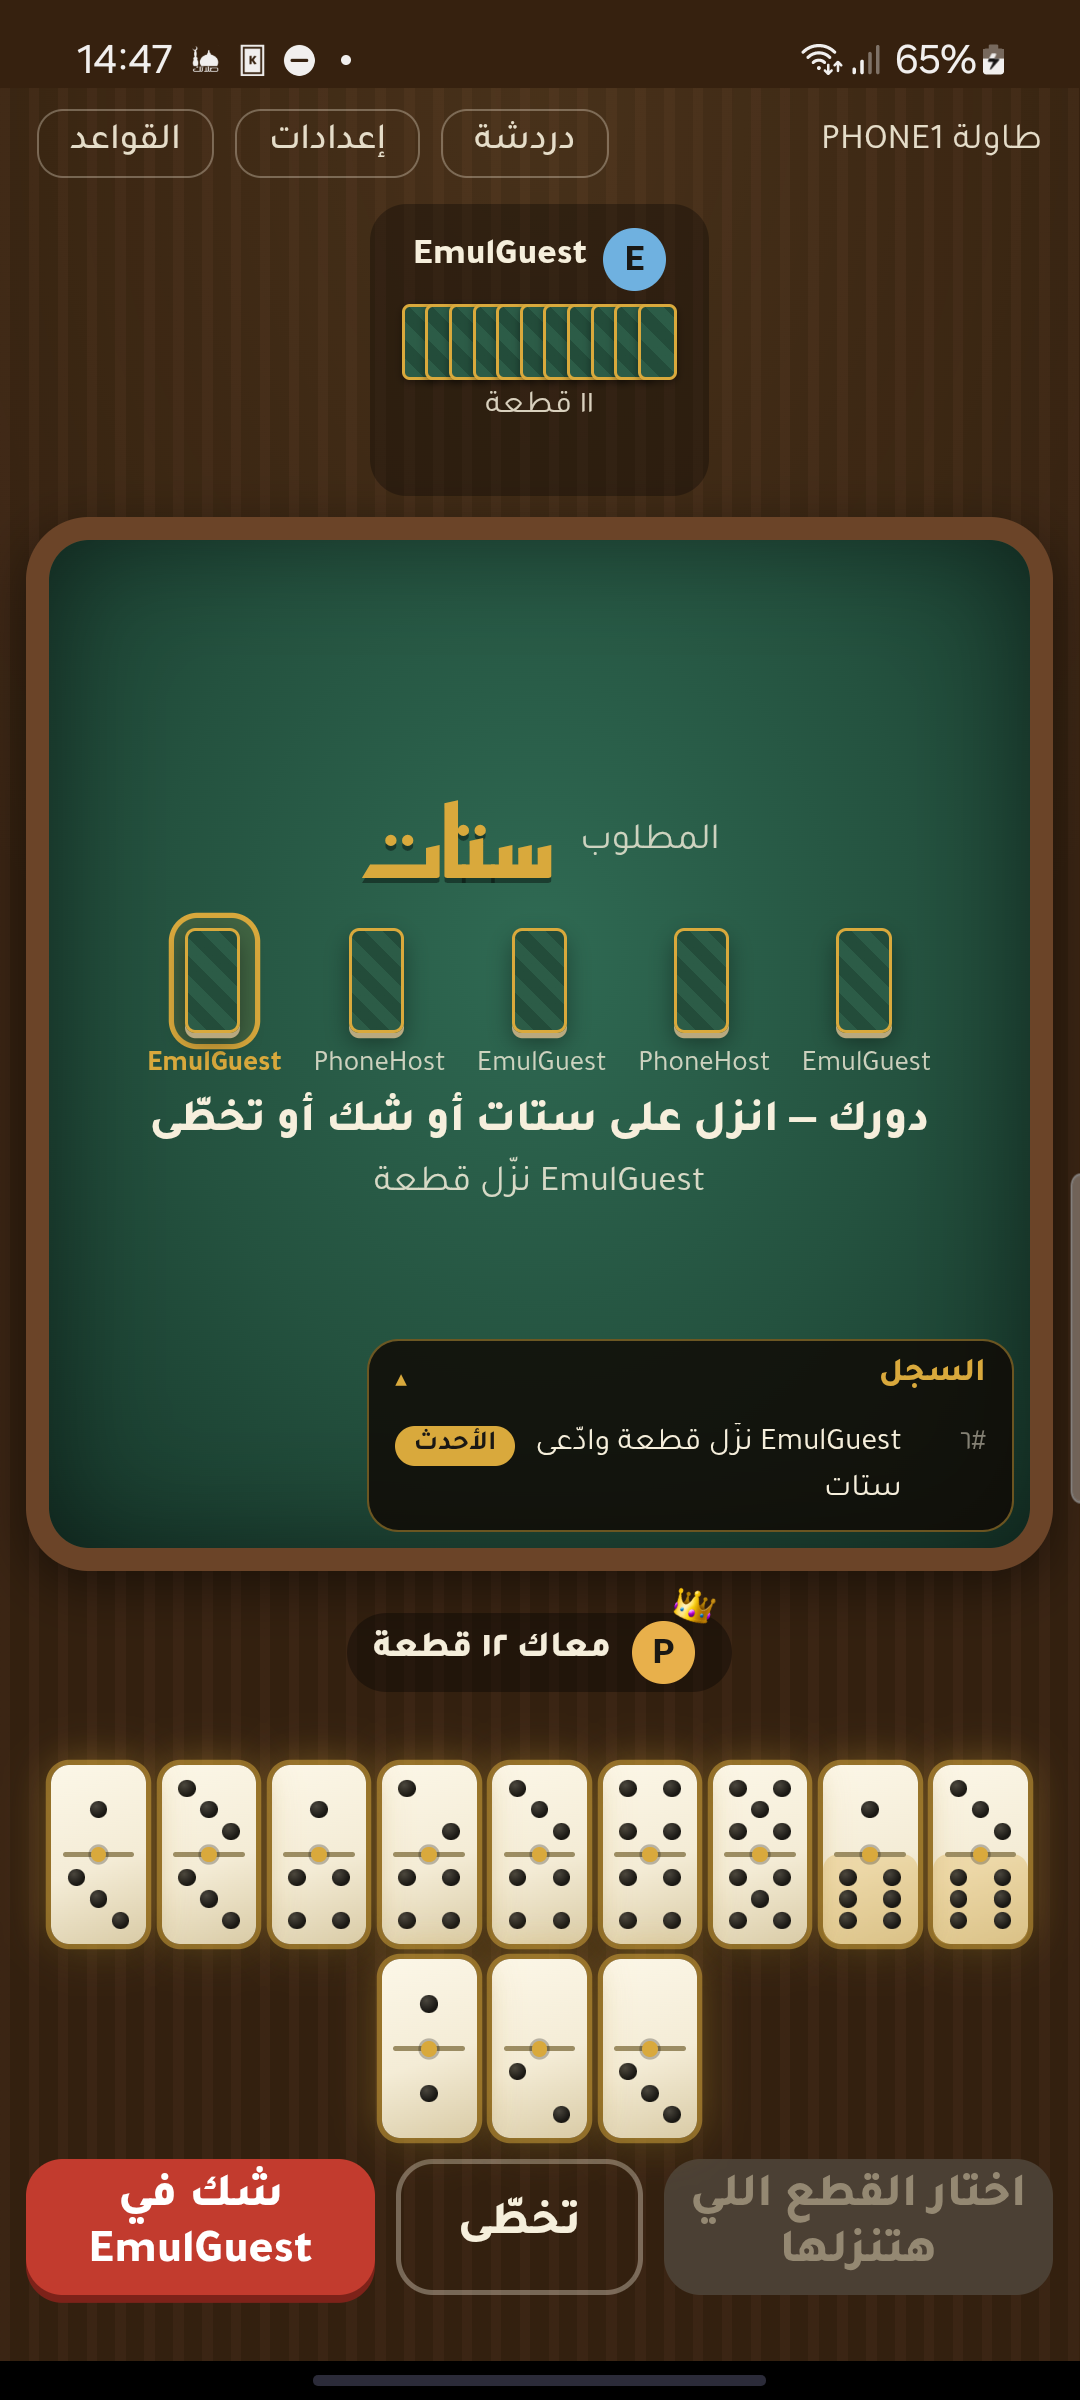 14:47
65%
طاولة PHONE1
دردشة
إعدادات
القواعد
E
EmulGuest
١١ قطعة
المطلوب ستات
EmulGuest
PhoneHost
EmulGuest
PhoneHost
EmulGuest
دورك – انزل على ستات أو شك أو تخطّى
EmulGuest نزّل قطعة
السجل
▲
#٦
EmulGuest نزّل قطعة وادّعى
ستات
الأحدث
P
معاك ١٢ قطعة
اختار القطع اللي
هتنزلها
تخطّى
شك في
EmulGuest